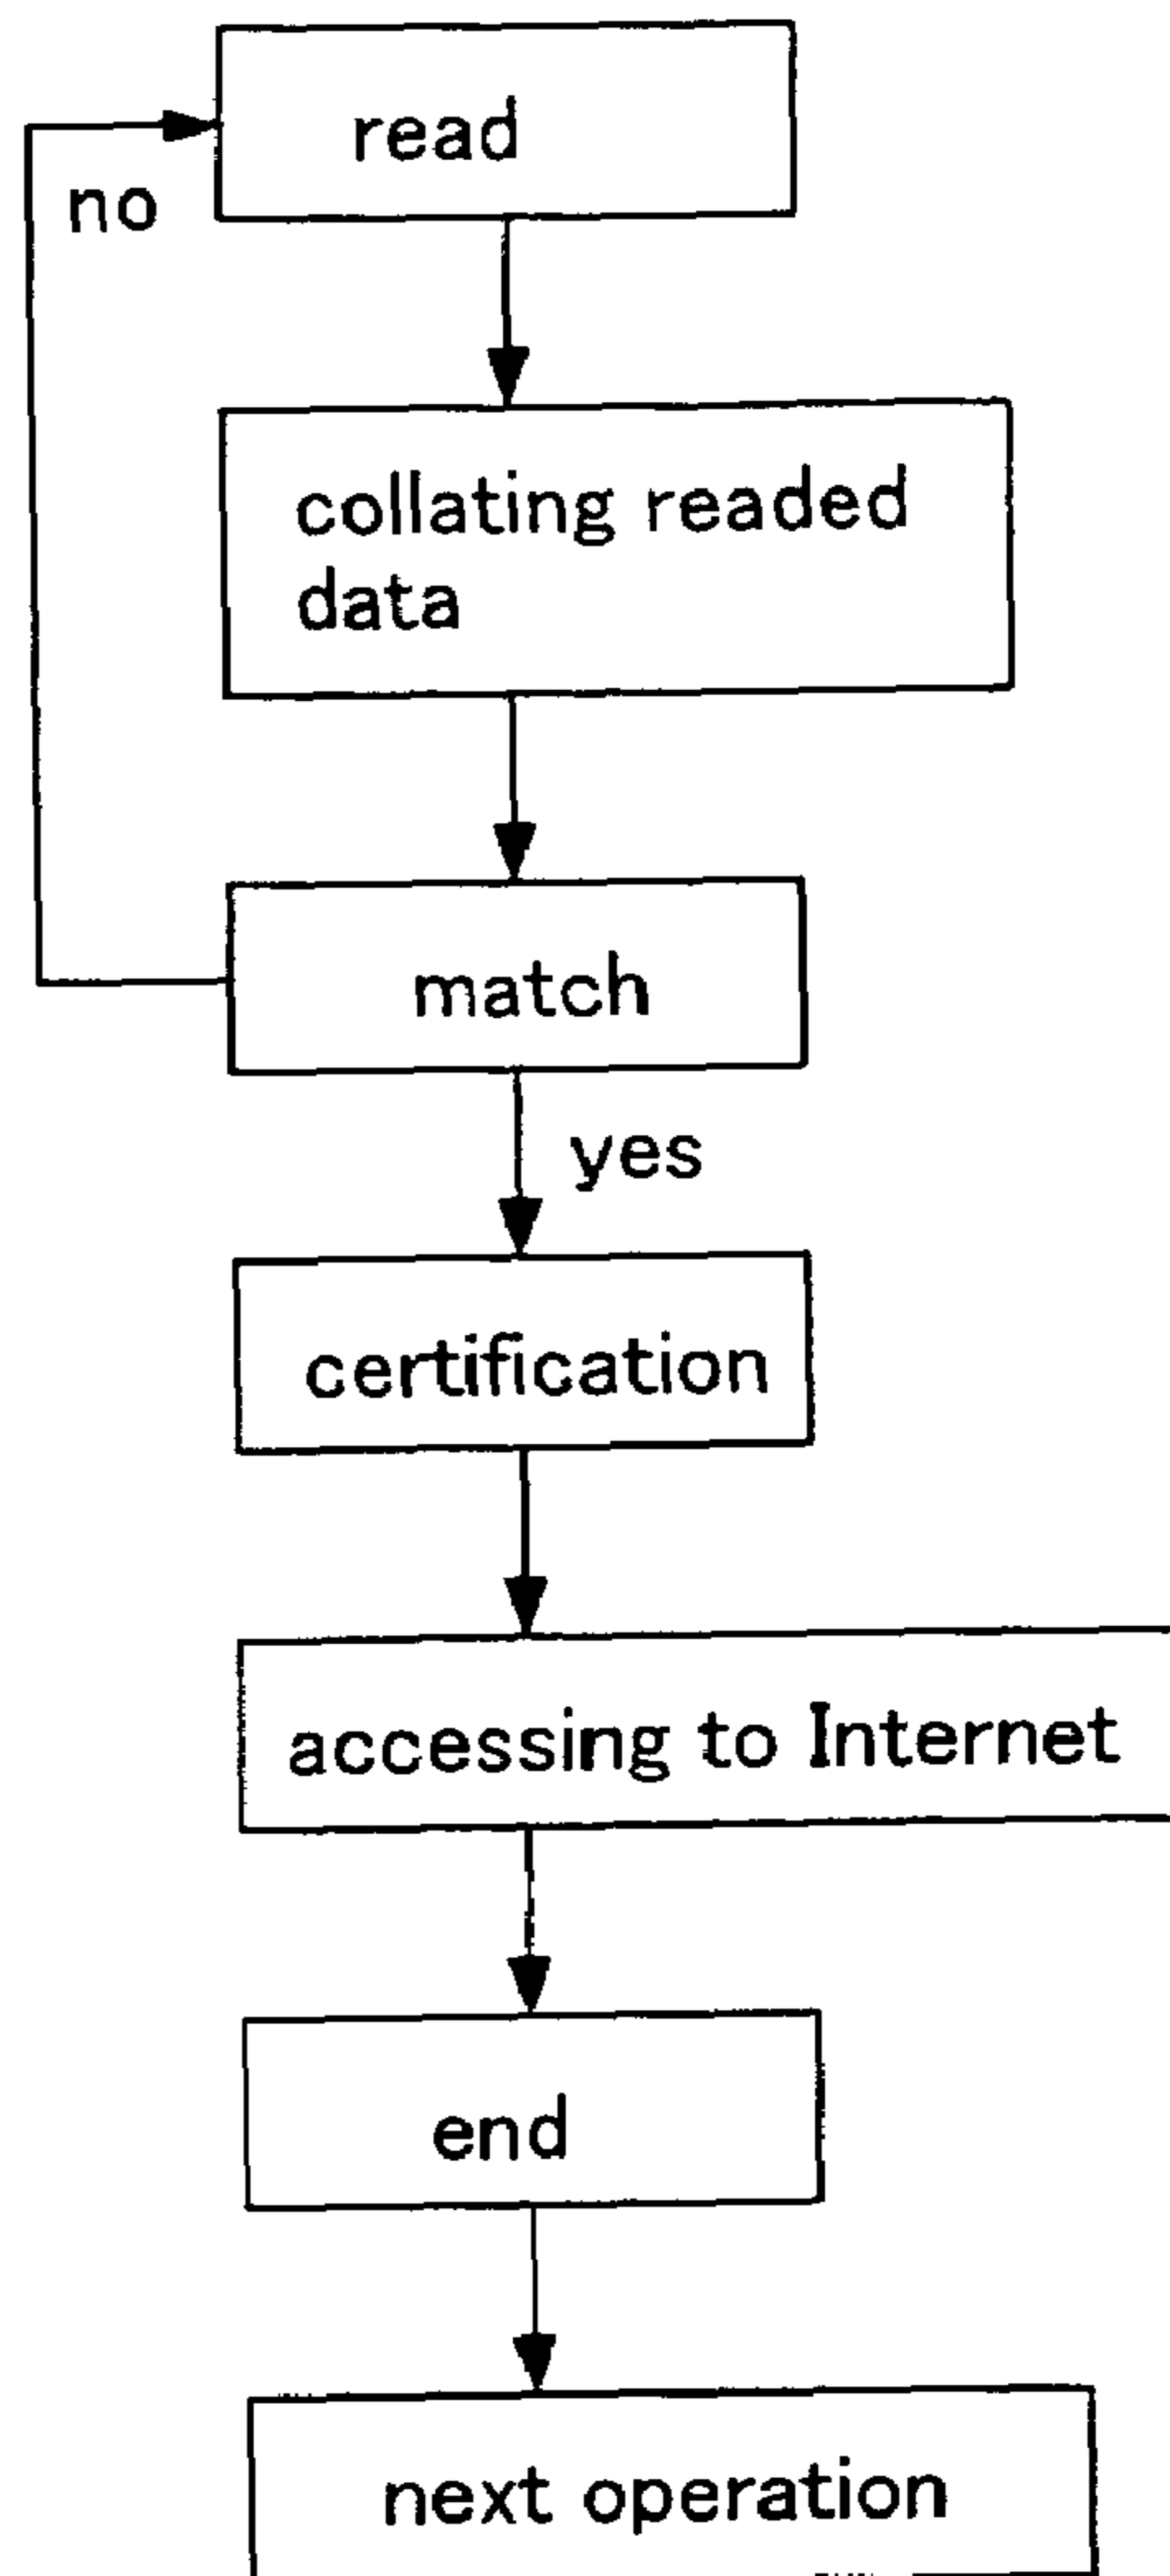 read
no
collating readed
data
match
yes
certification
accessing to Internet
end
next operation